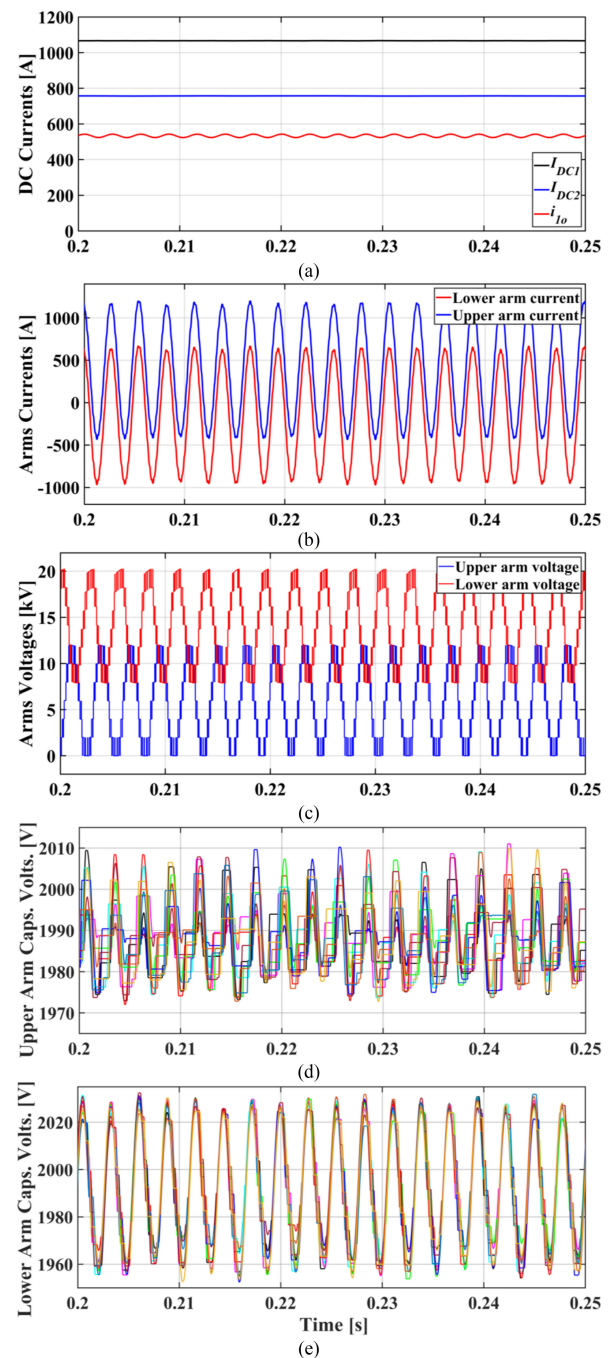 1200
1000
800
600
400
200
0
DC Currents [A]
I_DC1
I_DC2
i_1o
0.2 0.21 0.22 0.23 0.24 0.25
(a)
1000
500
0
-500
-1000
Arms Currents [A]
Lower arm current
Upper arm current
0.2 0.21 0.22 0.23 0.24 0.25
(b)
20
15
10
5
0
Arms Voltages [kV]
Upper arm voltage
Lower arm voltage
0.2 0.21 0.22 0.23 0.24 0.25
(c)
2010
2000
1990
1980
1970
Upper Arm Caps. Volts. [V]
0.2 0.21 0.22 0.23 0.24 0.25
(d)
2020
2000
1980
1960
Lower Arm Caps. Volts. [V]
0.2 0.21 0.22 0.23 0.24 0.25
Time [s]
(e)